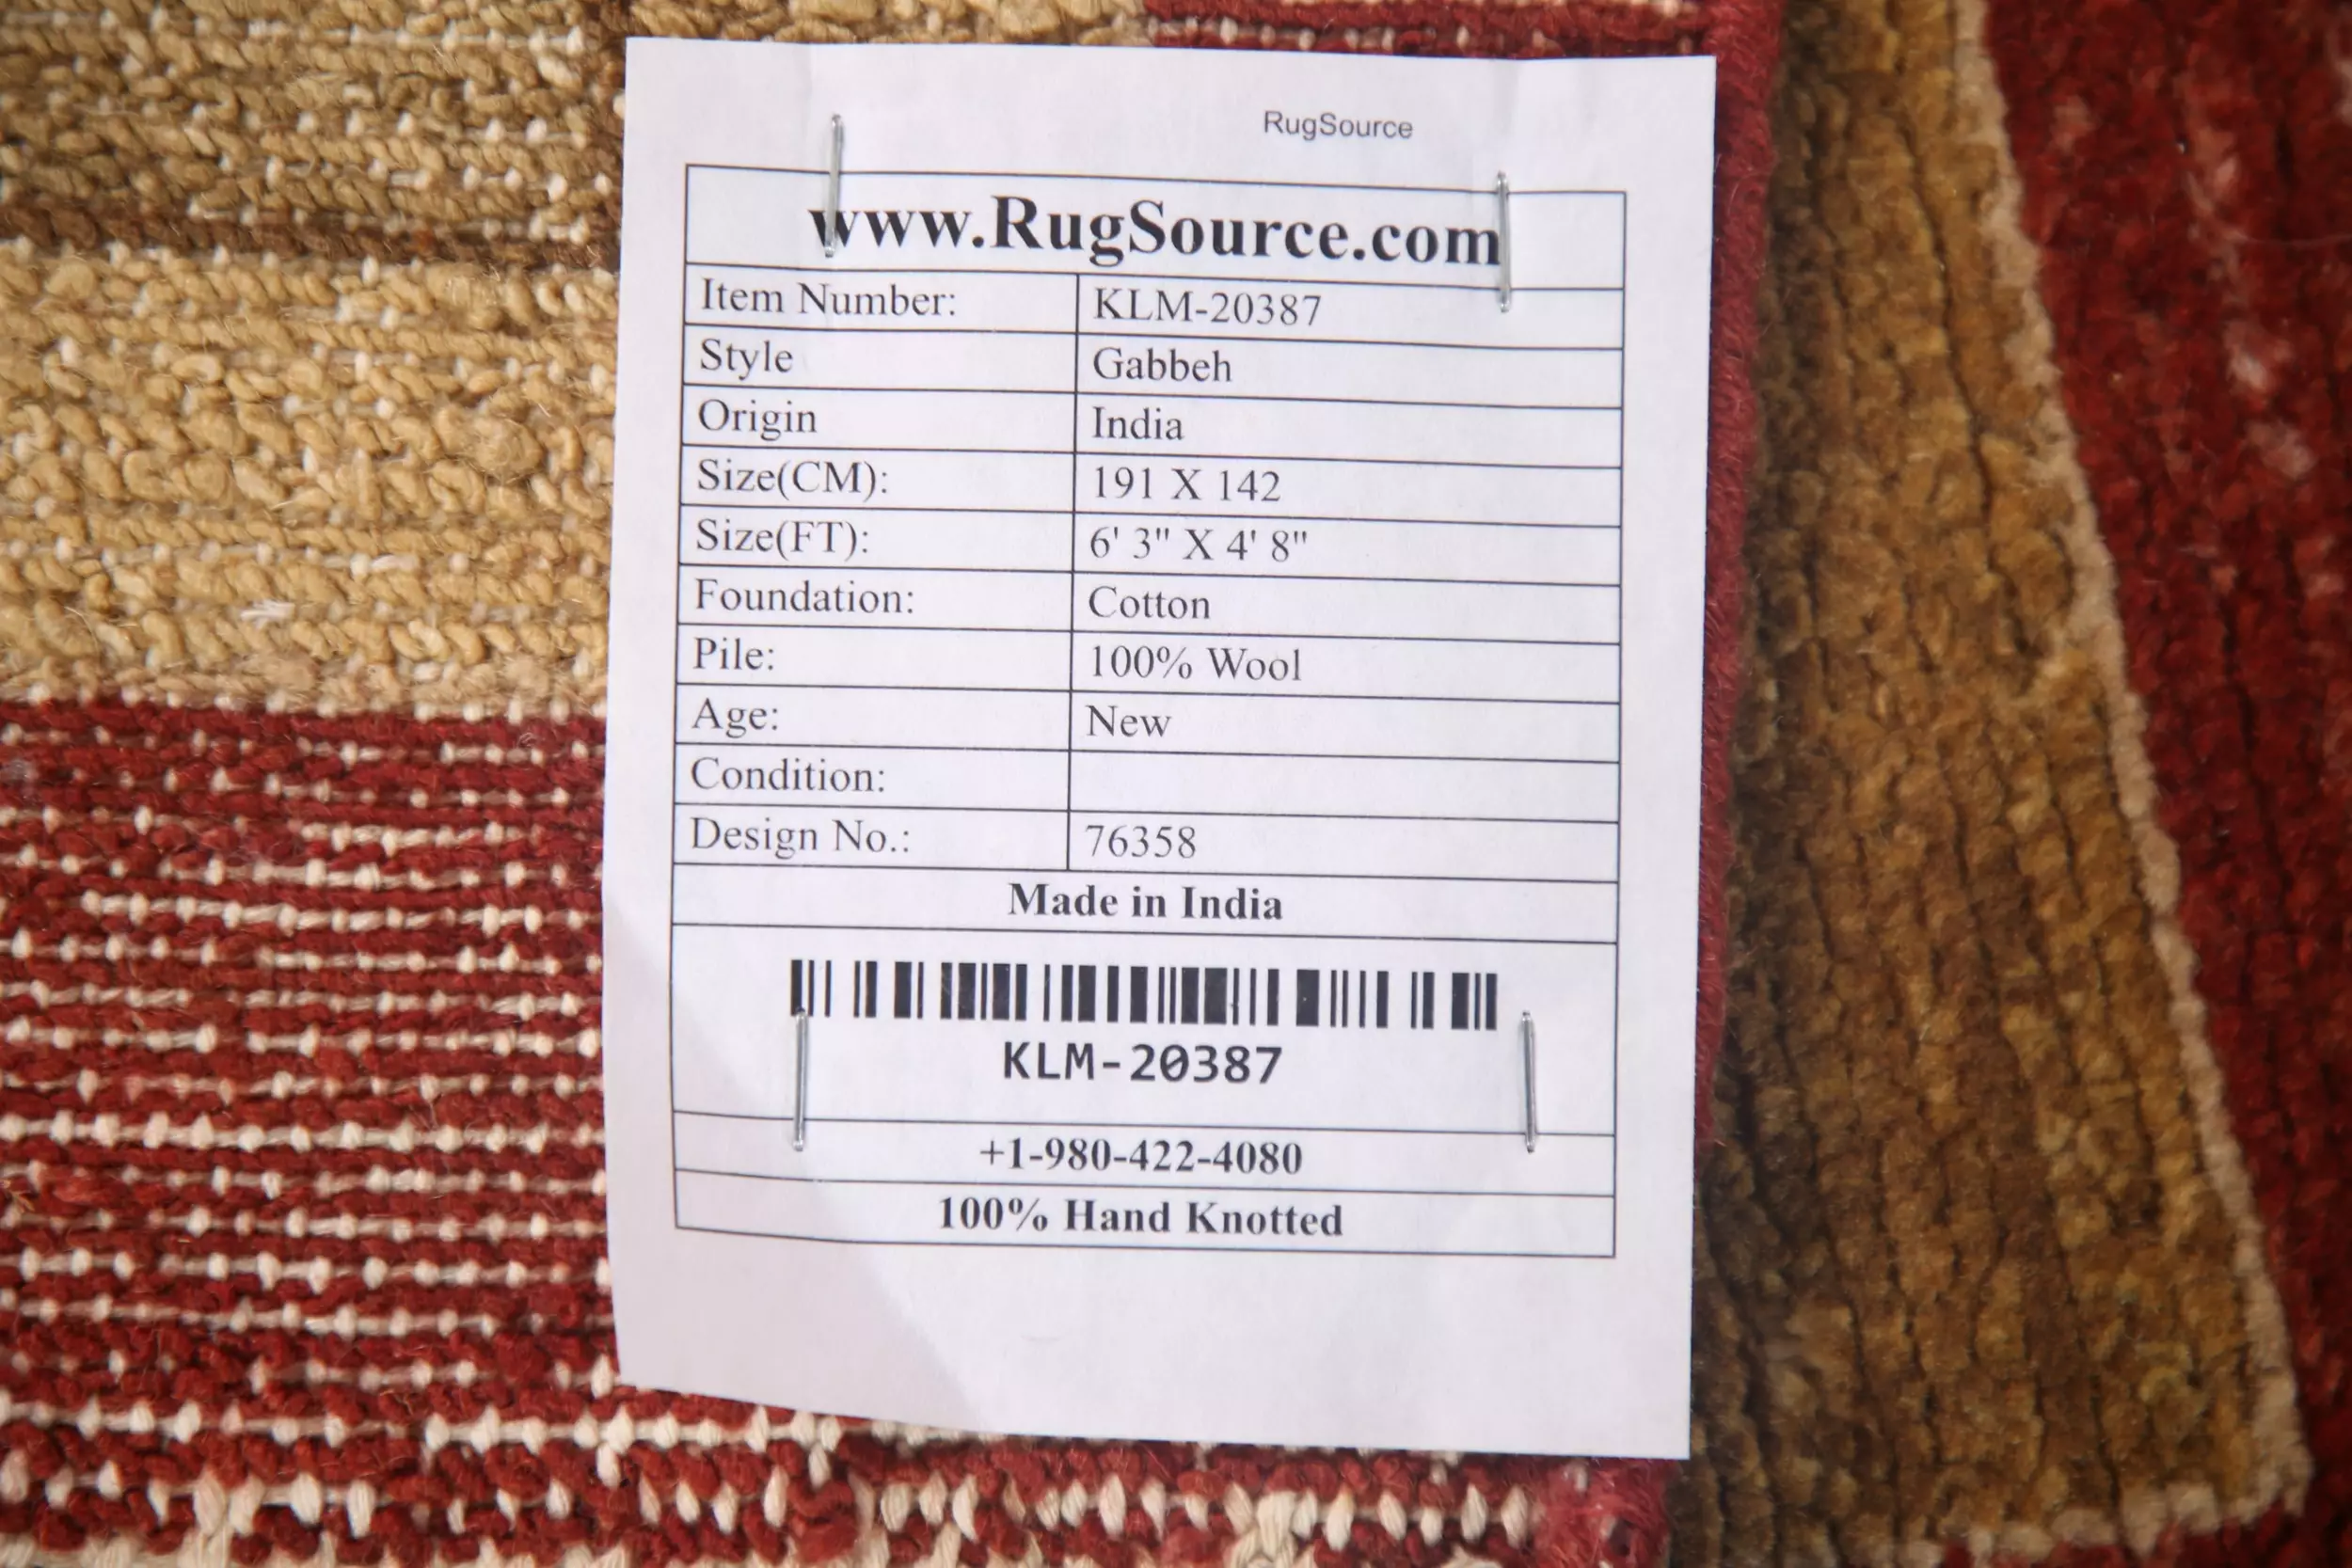 RugSource
www.RugSource.com
Item Number: KLM-20387
Style Gabbeh
Origin India
Size(CM): 191 X 142
Size(FT): 6' 3" X 4' 8"
Foundation: Cotton
Pile: 100% Wool
Age: New
Condition:
Design No.: 76358
Made in India
KLM-20387
+1-980-422-4080
100% Hand Knotted